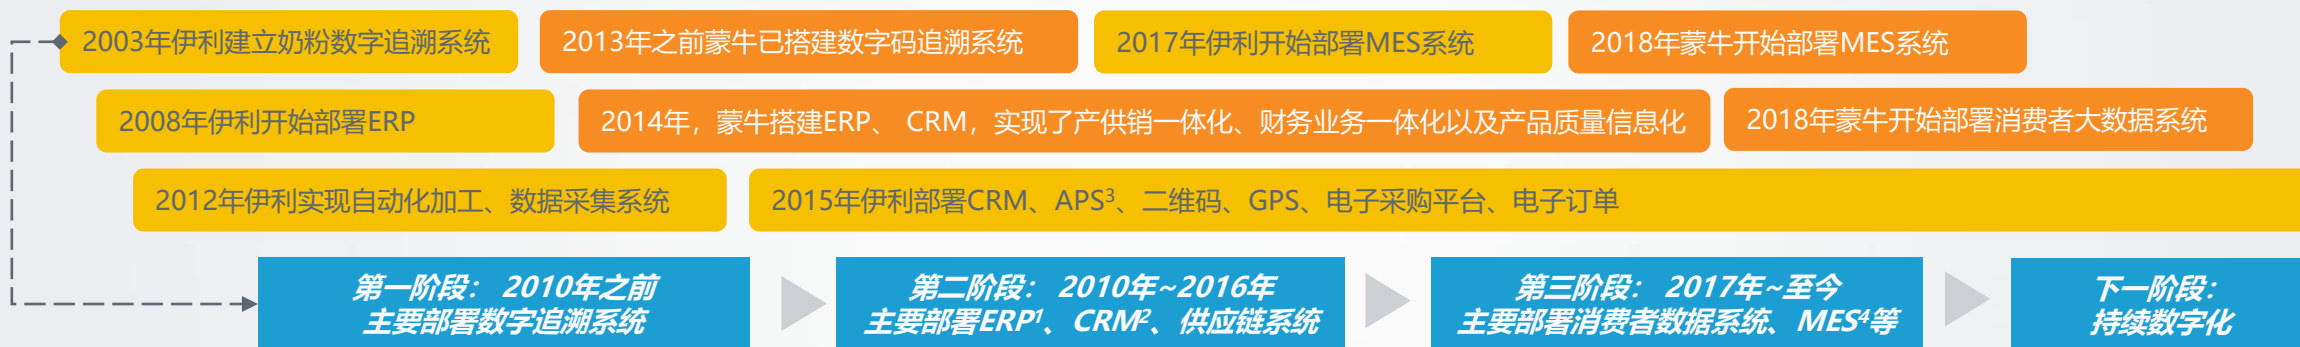 2003年伊利建立奶粉数字追溯系统
2013年之前蒙牛已搭建数字码追溯系统
2017年伊利开始部署MES系统
2018年蒙牛开始部署MES系统
2008年伊利开始部署ERP
2014年，蒙牛搭建ERP、 CRM，实现了产供销一体化、财务业务一体化以及产品质量信息化
2018年蒙牛开始部署消费者大数据系统
2012年伊利实现自动化加工、数据采集系统
2015年伊利部署CRM、APS³、二维码、GPS、电子采购平台、电子订单
第一阶段： 2010年之前
主要部署数字追溯系统
第二阶段： 2010年~2016年
主要部署ERP¹、CRM²、供应链系统
第三阶段： 2017年~至今
主要部署消费者数据系统、MES⁴等
下一阶段：
持续数字化